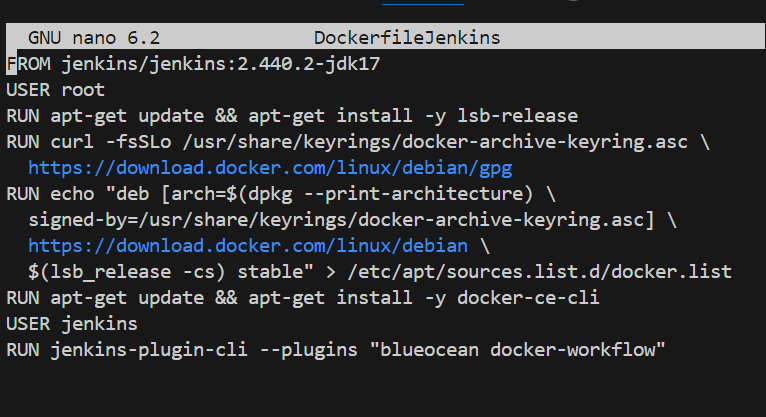 GNU nano 6.2 DockerfileJenkins
FROM jenkins/jenkins:2.440.2-jdk17
USER root
RUN apt-get update && apt-get install -y lsb-release
RUN curl -fsSLo /usr/share/keyrings/docker-archive-keyring.asc \
  https://download.docker.com/linux/debian/gpg
RUN echo "deb [arch=$(dpkg --print-architecture) \
  signed-by=/usr/share/keyrings/docker-archive-keyring.asc] \
  https://download.docker.com/linux/debian \
  $(lsb_release -cs) stable" > /etc/apt/sources.list.d/docker.list
RUN apt-get update && apt-get install -y docker-ce-cli
USER jenkins
RUN jenkins-plugin-cli --plugins "blueocean docker-workflow"